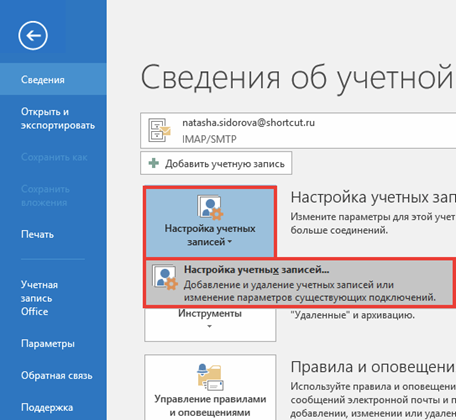 Сведения
Открыть и
экспортировать
Сохранить как
Сохранить
вложения
Печать
Учетная
запись
Office
Параметры
Обратная связь
Поддержка
Сведения об учетной
natasha.sidorova@shortcut.ru
IMAP/SMTP
Добавить учетную запись
Настройка учетных
записей
Настройка учетных зап
Измените параметры для этой учет
больше соединений.
Настройка учетных записей...
Добавление и удаление учетных записей или
изменение параметров существующих подключений.
Инструменты
"Удаленные" и архивацию.
Управление правилами
и оповещениями
Правила и оповещени
Используйте правила и оповещени
сообщений электронной почты и п
добавлении, изменении или удален